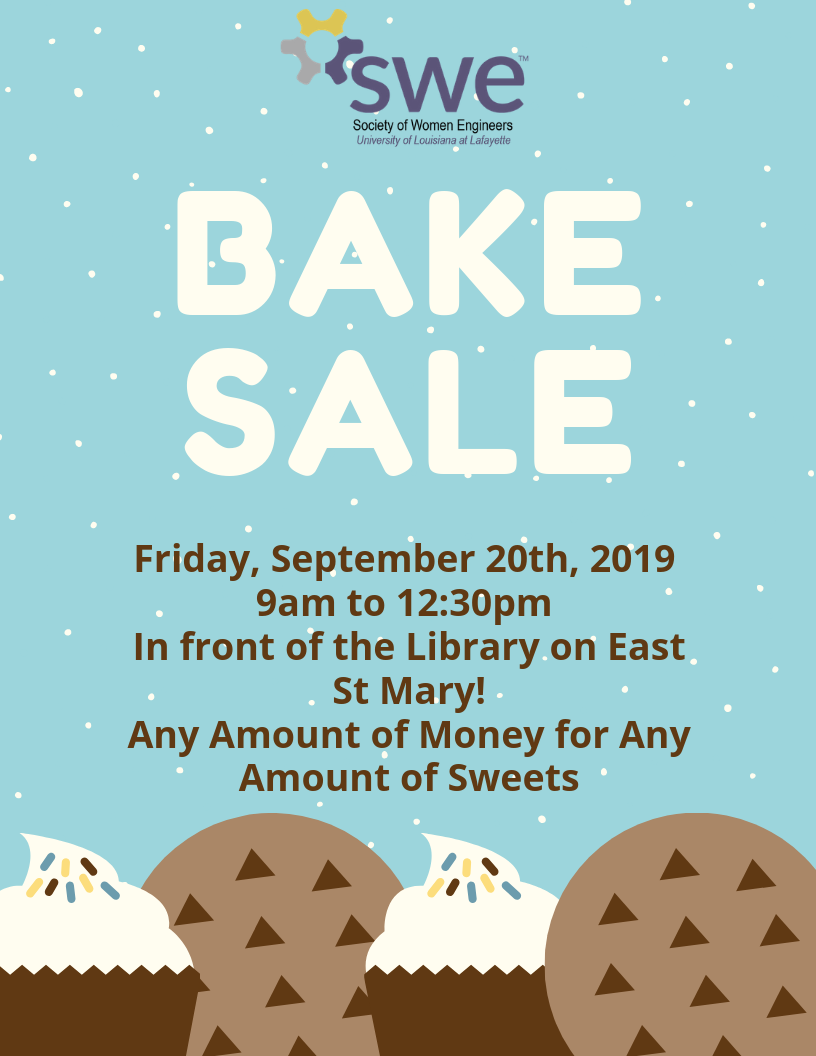 swe™
Society of Women Engineers
University of Louisiana at Lafayette
BAKE
SALE
Friday, September 20th, 2019
9am to 12:30pm
In front of the Library on East
St Mary!
Any Amount of Money for Any
Amount of Sweets